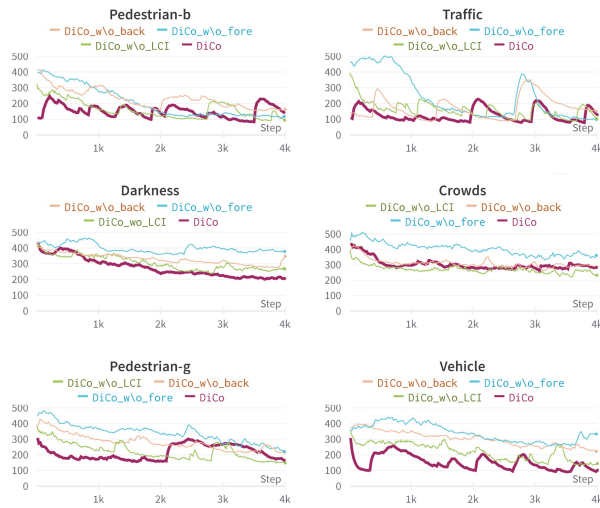 Pedestrian-b
DiCo_w\o_back DiCo_w\o_fore
DiCo_w\o_LCI DiCo
500
400
300
200
100
0
1k 2k 3k 4k
Step
Traffic
DiCo_w\o_back DiCo_w\o_fore
DiCo_w\o_LCI DiCo
500
400
300
200
100
0
1k 2k 3k 4k
Step
Darkness
DiCo_w\o_back DiCo_w\o_fore
DiCo_wo_LCI DiCo
500
400
300
200
100
0
1k 2k 3k 4k
Step
Crowds
DiCo_w\o_LCI DiCo_w\o_back
DiCo_w\o_fore DiCo
500
400
300
200
100
0
1k 2k 3k 4k
Step
Pedestrian-g
DiCo_w\o_LCI DiCo_w\o_back
DiCo_w\o_fore DiCo
500
400
300
200
100
0
1k 2k 3k 4k
Step
Vehicle
DiCo_w\o_back DiCo_w\o_fore
DiCo_w\o_LCI DiCo
500
400
300
200
100
0
1k 2k 3k 4k
Step